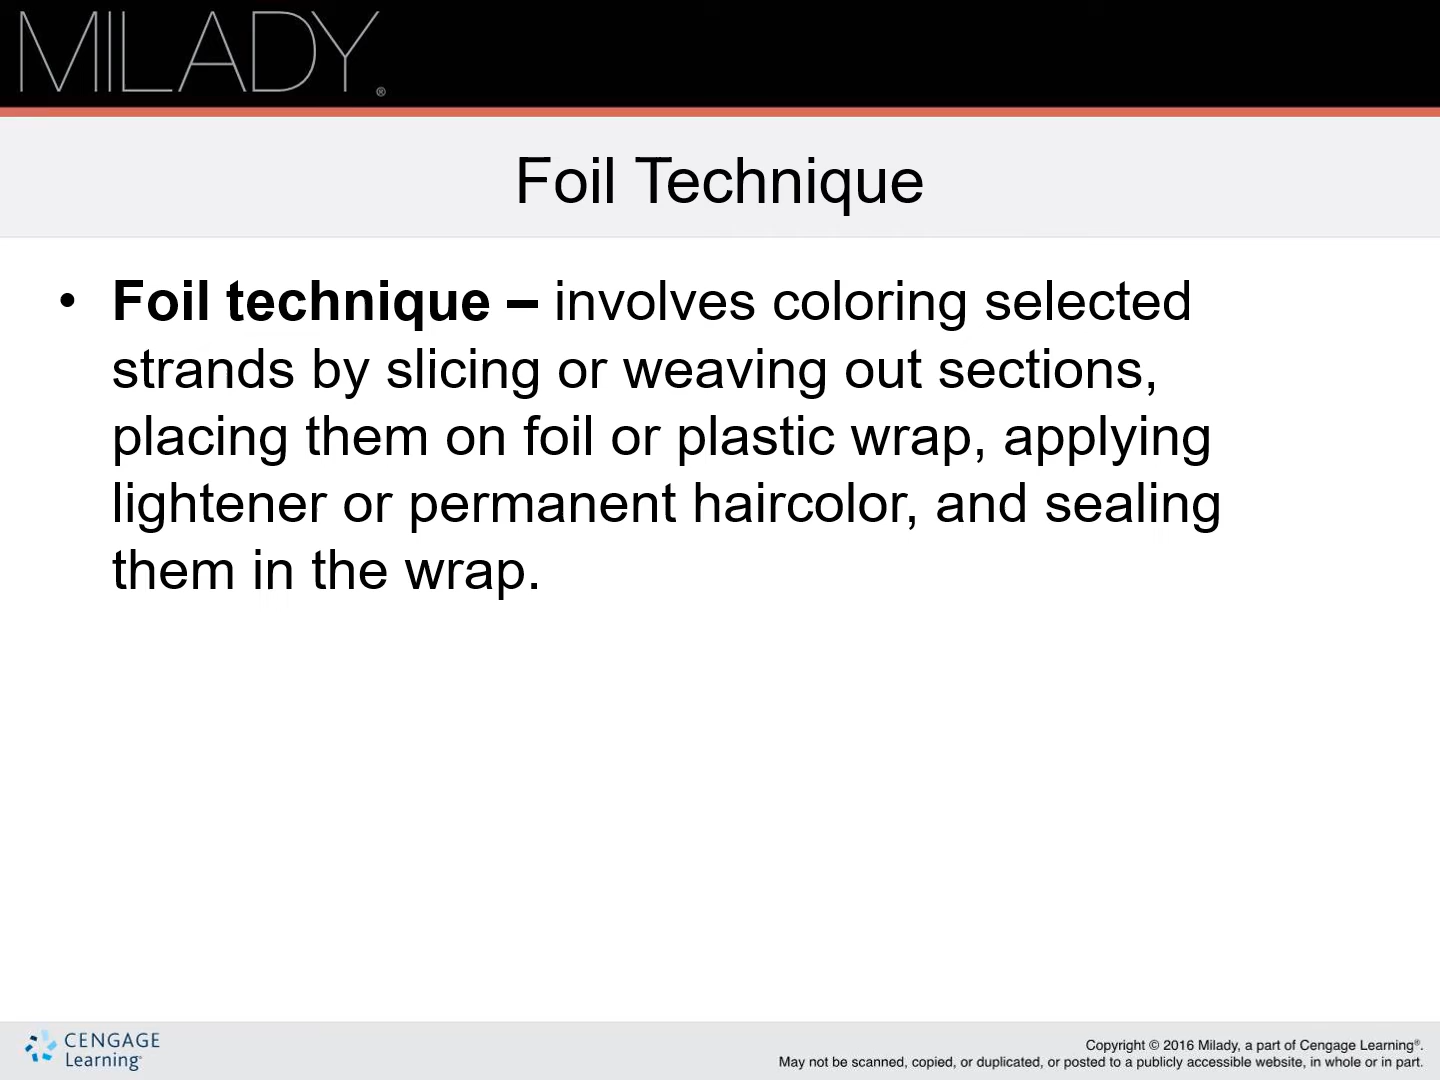 MILADY®
Foil Technique
• Foil technique – involves coloring selected
strands by slicing or weaving out sections,
placing them on foil or plastic wrap, applying
lightener or permanent haircolor, and sealing
them in the wrap.
CENGAGE
Learning®
Copyright © 2016 Milady, a part of Cengage Learning®.
May not be scanned, copied, or duplicated, or posted to a publicly accessible website, in whole or in part.